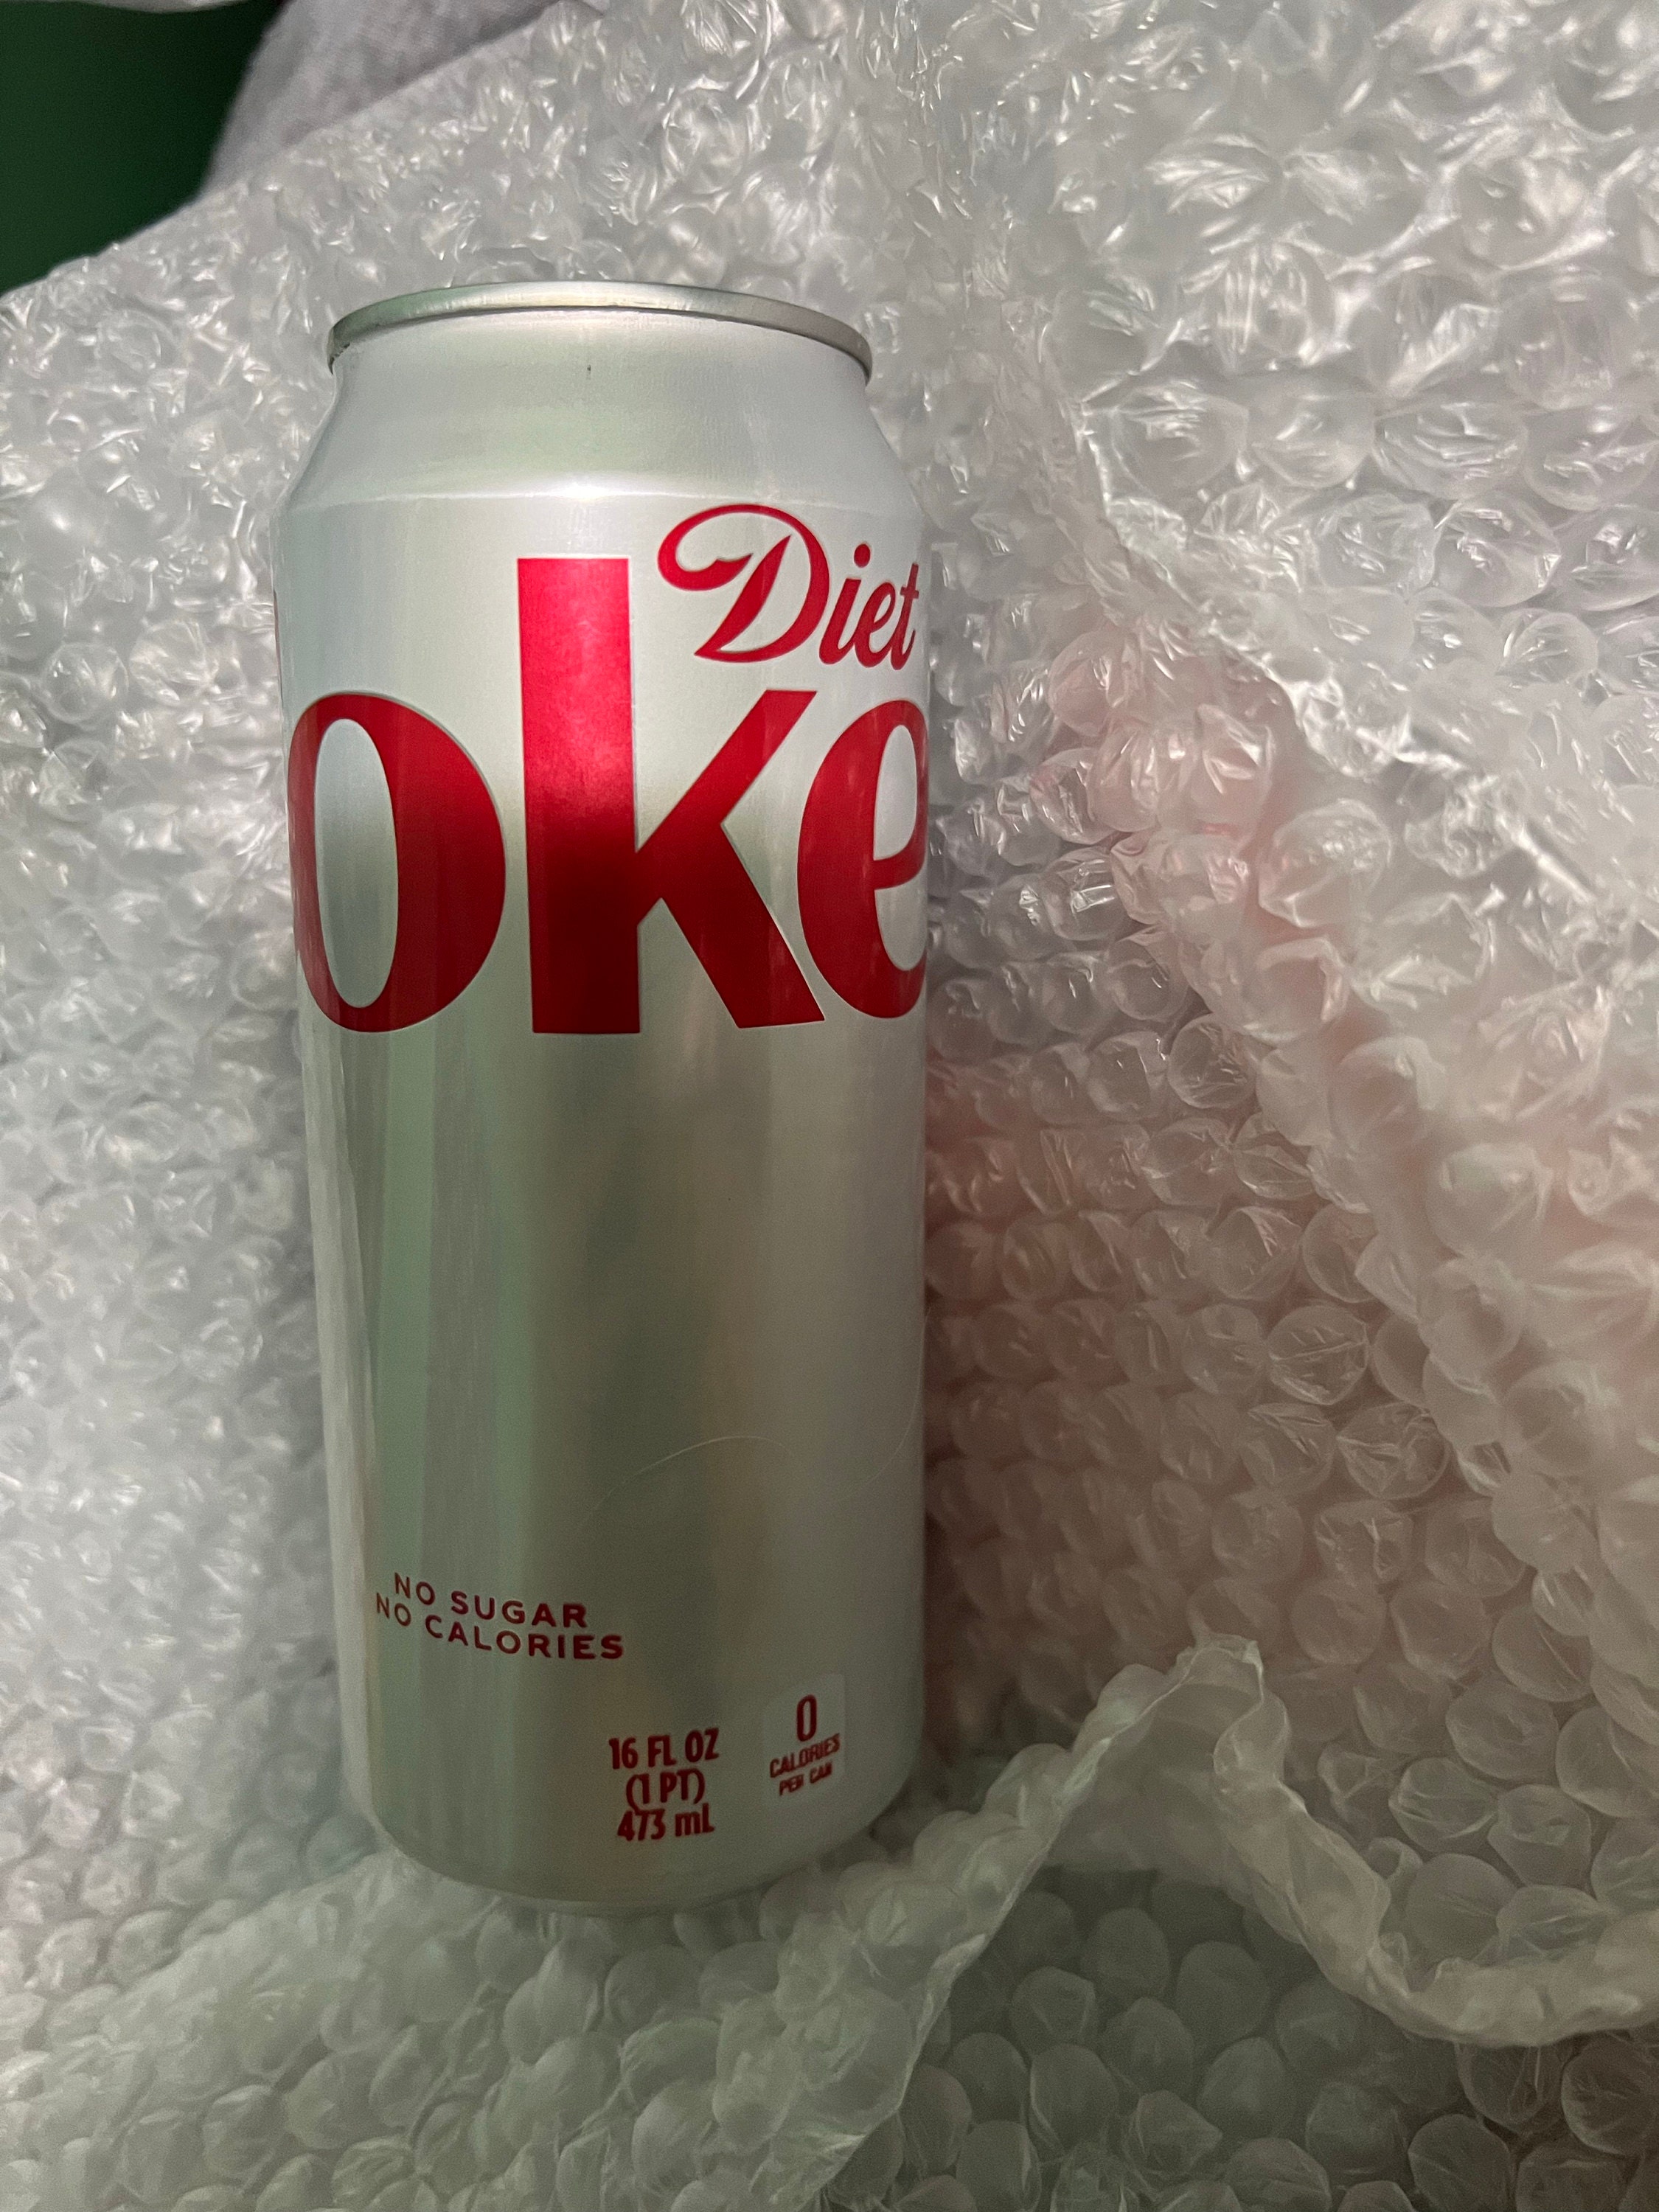 Diet
oke
NO SUGAR
NO CALORIES
16 FL OZ
(1 PT)
473 mL
0
CALORIES
PER CAN